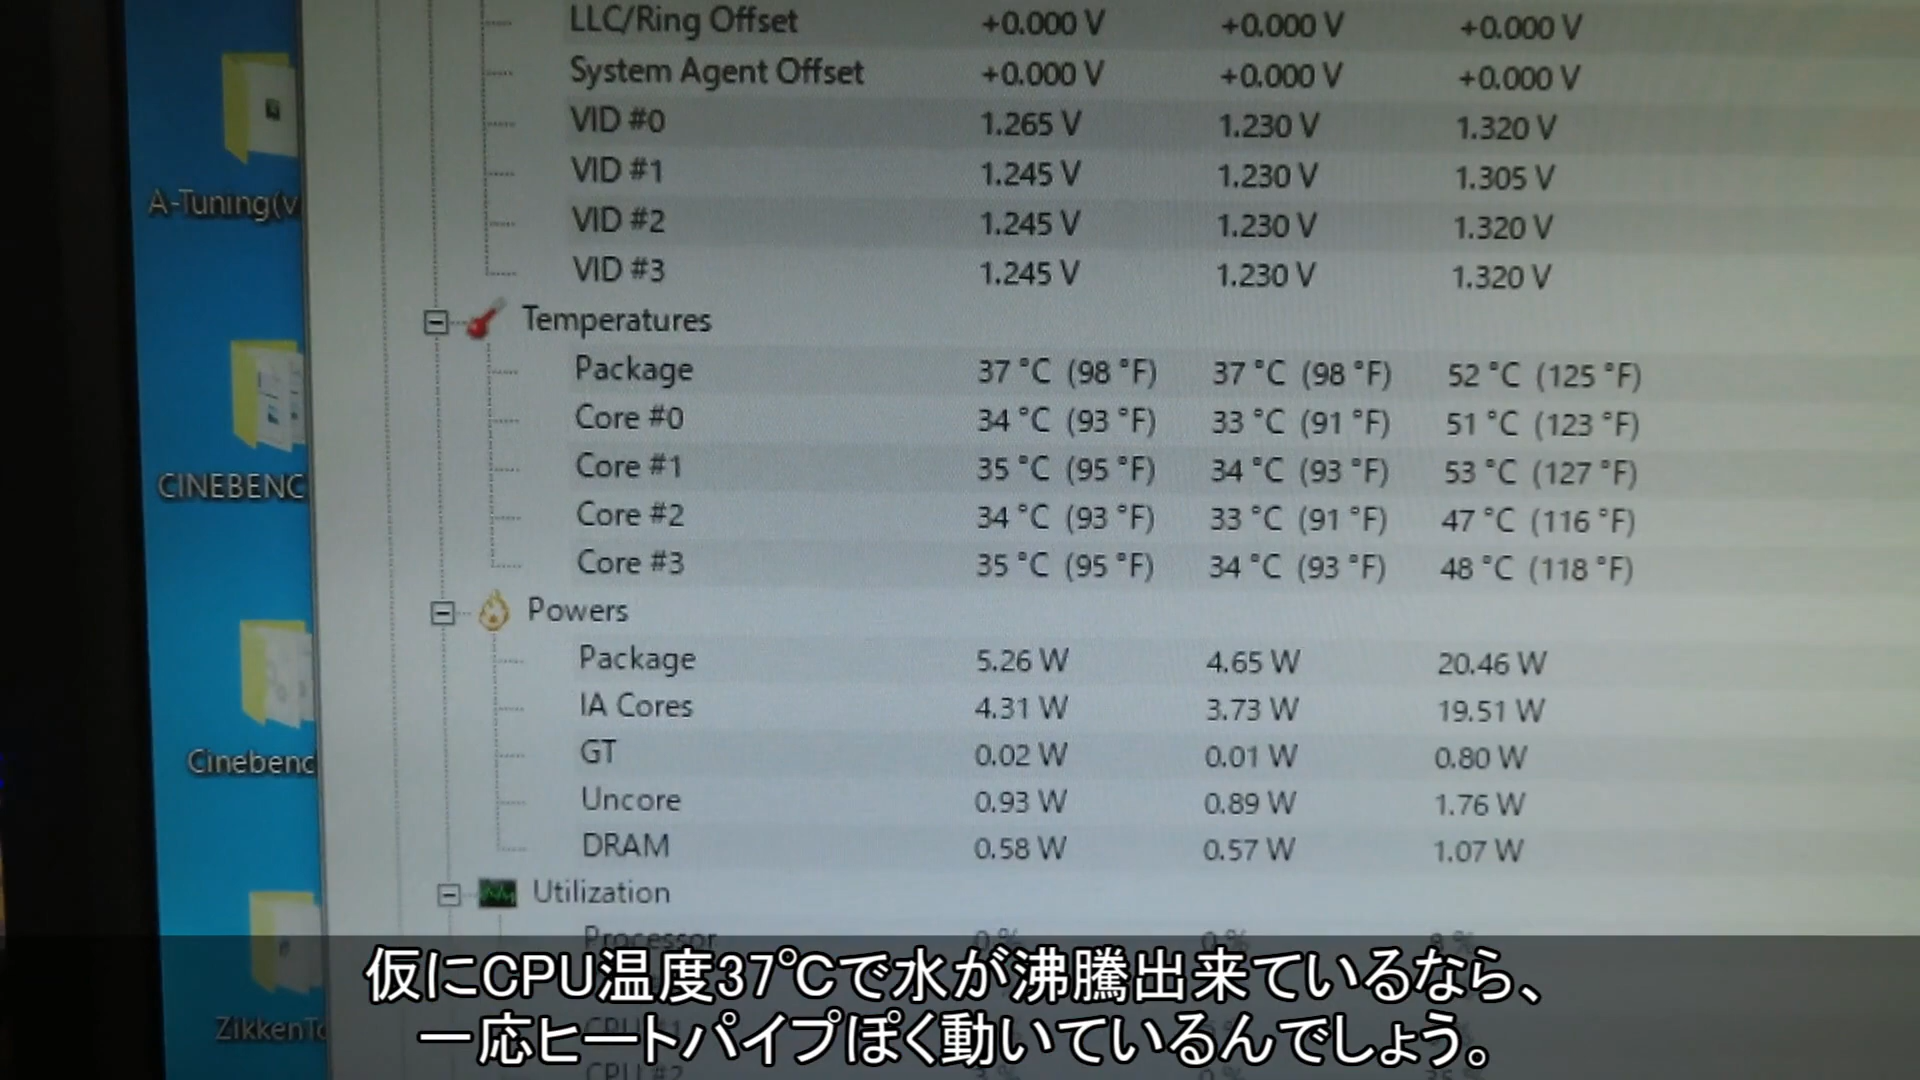 LLC/Ring Offset +0.000 V +0.000 V +0.000 V
System Agent Offset +0.000 V +0.000 V +0.000 V
VID #0 1.265 V 1.230 V 1.320 V
VID #1 1.245 V 1.230 V 1.305 V
VID #2 1.245 V 1.230 V 1.320 V
VID #3 1.245 V 1.230 V 1.320 V
Temperatures
Package 37 °C (98 °F) 37 °C (98 °F) 52 °C (125 °F)
Core #0 34 °C (93 °F) 33 °C (91 °F) 51 °C (123 °F)
Core #1 35 °C (95 °F) 34 °C (93 °F) 53 °C (127 °F)
Core #2 34 °C (93 °F) 33 °C (91 °F) 47 °C (116 °F)
Core #3 35 °C (95 °F) 34 °C (93 °F) 48 °C (118 °F)
Powers
Package 5.26 W 4.65 W 20.46 W
IA Cores 4.31 W 3.73 W 19.51 W
GT 0.02 W 0.01 W 0.80 W
Uncore 0.93 W 0.89 W 1.76 W
DRAM 0.58 W 0.57 W 1.07 W
Utilization
Processor 0 % 0 %
A-Tuning(v
CINEBENC
Cinebenc
ZikkenTo
仮にCPU温度37℃で水が沸騰出来ているなら、
一応ヒートパイプぽく動いているんでしょう。